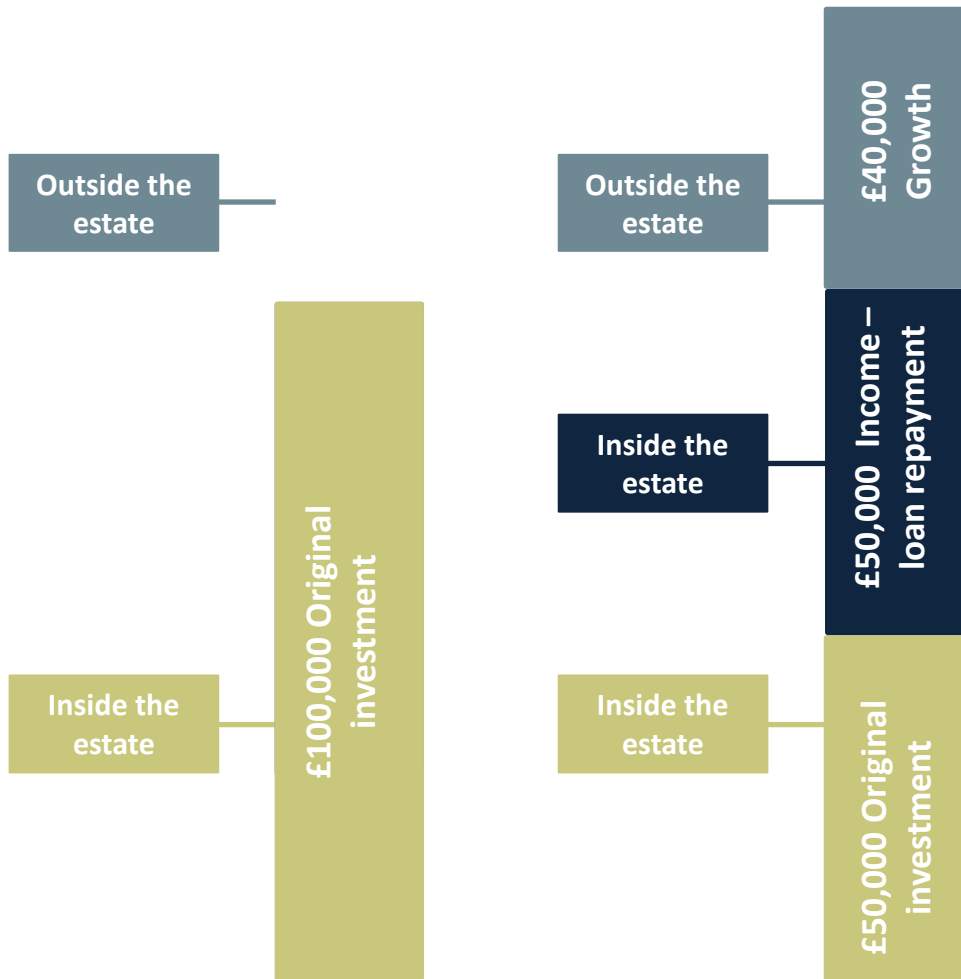 Outside the
estate
Inside the
estate
£100,000 Original
investment
Outside the
estate
£40,000
Growth
Inside the
estate
£50,000 Income –
loan repayment
Inside the
estate
£50,000 Original
investment